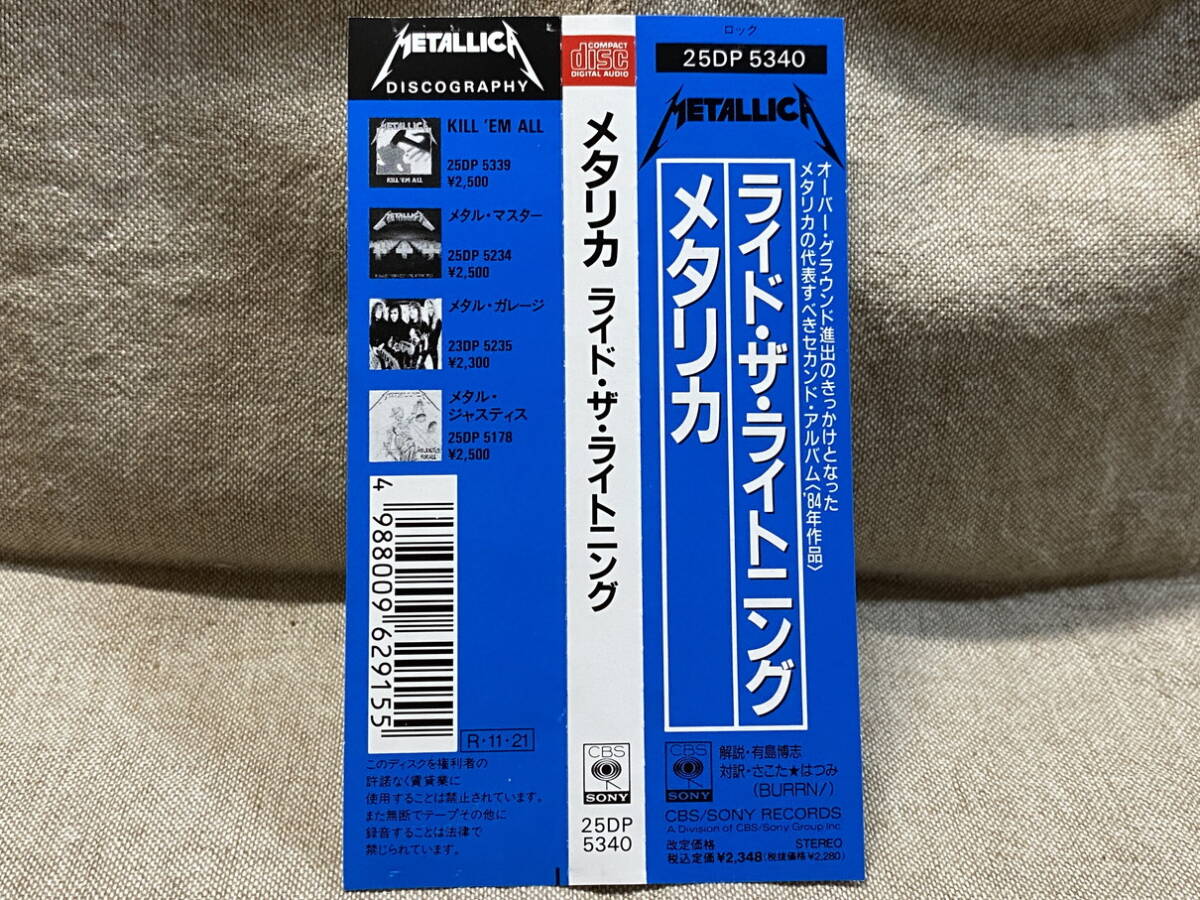 METALLICA
DISCOGRAPHY
KILL 'EM ALL
25DP 5339
¥2,500
メタル・マスター
25DP 5234
¥2,500
メタル・ガレージ
23DP 5235
¥2,300
メタル・
ジャスティス
25DP 5178
¥2,500
METALLICA
KILL 'EM ALL
METALLICA
4 988009 629155
R・11・21
このディスクを権利者の
許諾なく賃貸業に
使用することは禁止されています。
また無断でテープその他に
録音することは法律で
禁じられています。
COMPACT
disc
DIGITAL AUDIO
メタリカ ライド・ザ・ライトニング
CBS
SONY
25DP
5340
ロック
25DP 5340
METALLICA
オーバー・グラウンド進出のきっかけとなった
メタリカの代表すべきセカンド・アルバム〈'84年作品〉
ライド・ザ・ライトニング
メタリカ
CBS
SONY
解説・有島博志
対訳・さこた★はつみ
(BURRN/)
CBS/SONY RECORDS
A Division of CBS/Sony Group Inc.
改定価格 STEREO
税込定価¥2,348(税抜価格¥2,280)